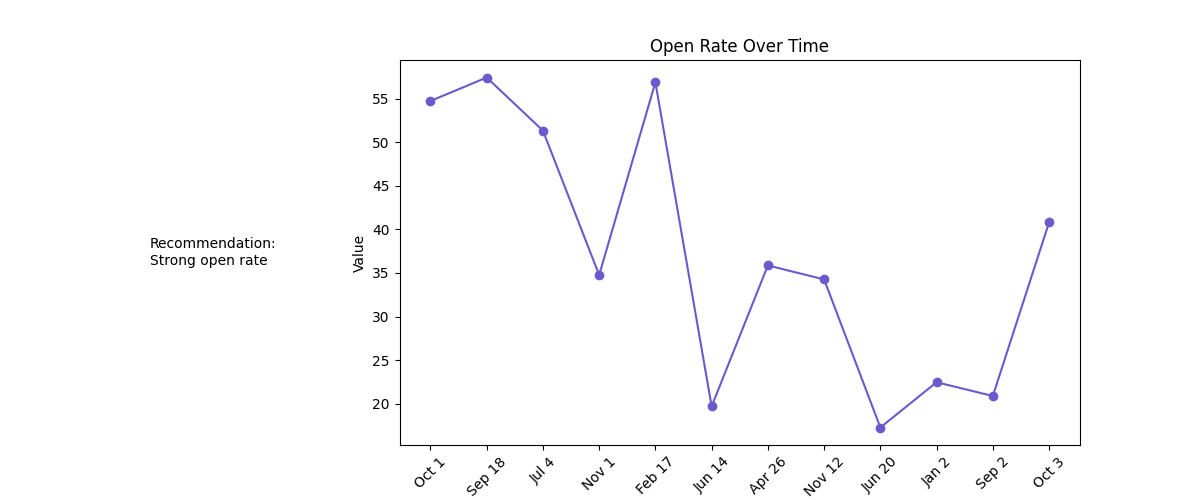 Open Rate Over Time
Recommendation:
Strong open rate
Value
55
50
45
40
35
30
25
20
Oct 1
Sep 18
Jul 4
Nov 1
Feb 17
Jun 14
Apr 26
Nov 12
Jun 20
Jan 2
Sep 2
Oct 3